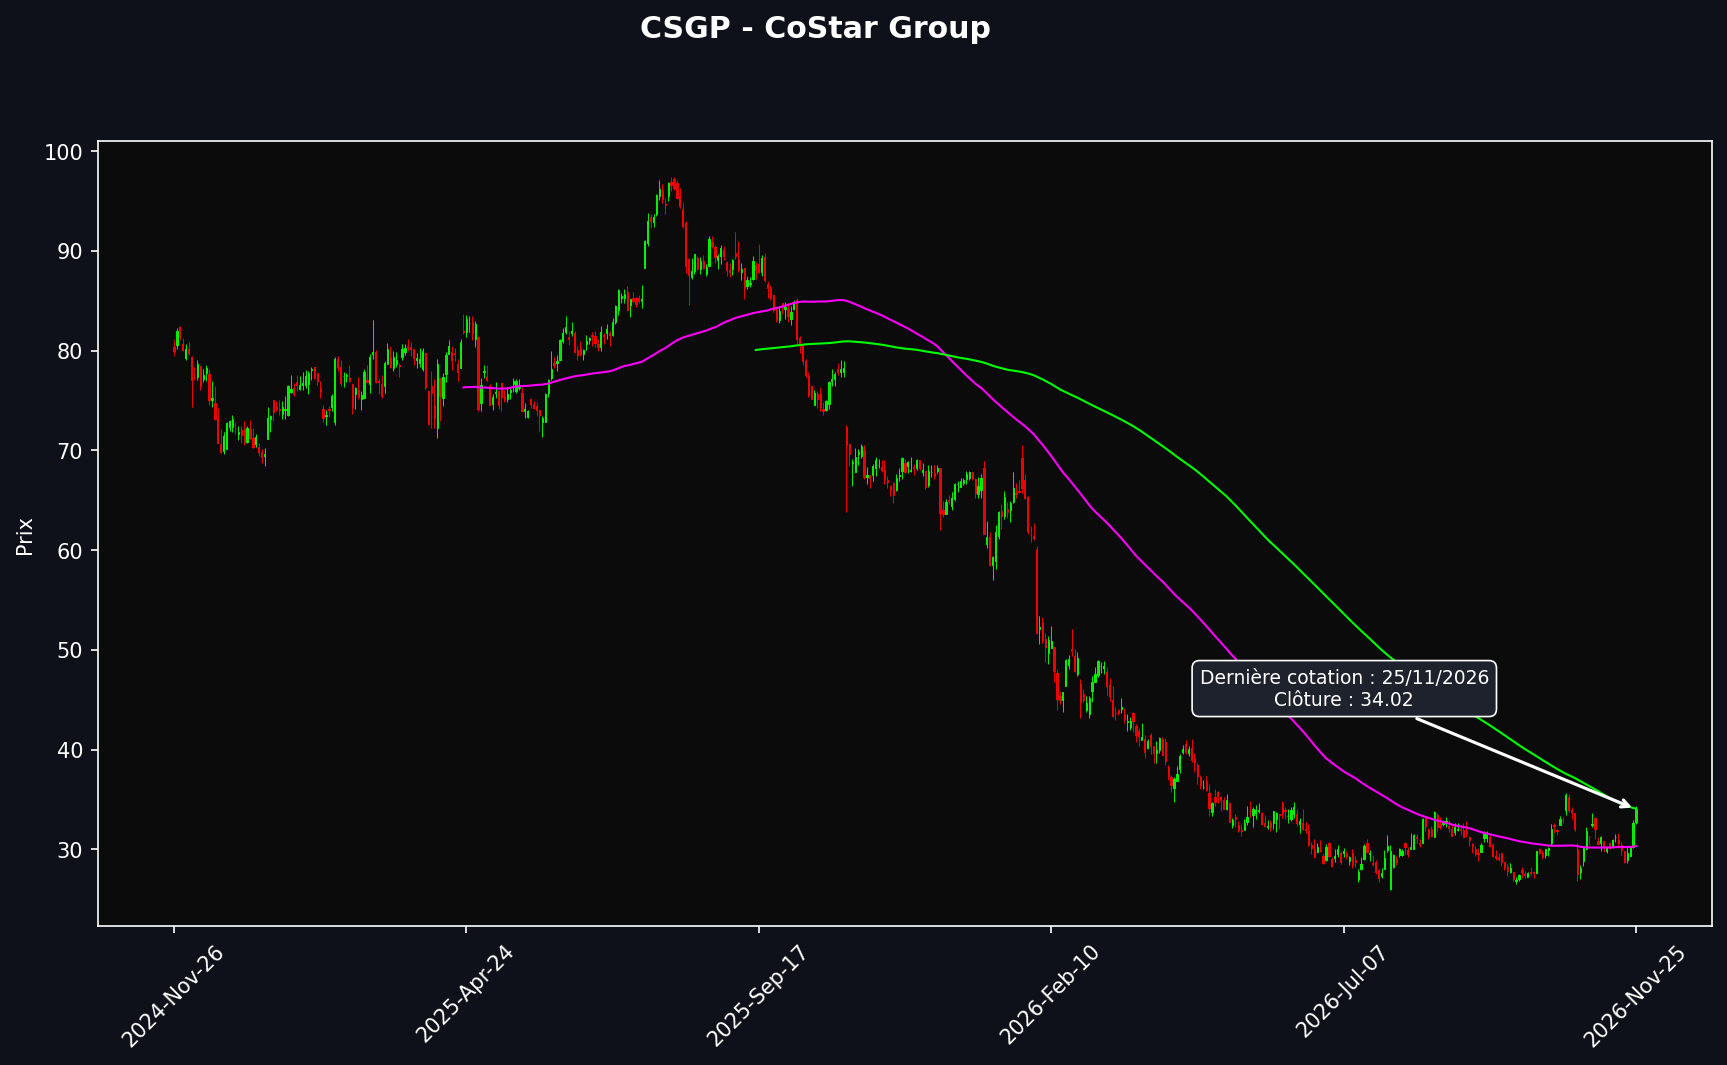 CSGP - CoStar Group
Prix
100
90
80
70
60
50
40
30
Dernière cotation : 25/11/2026
Clôture : 34.02
2024-Nov-26
2025-Apr-24
2025-Sep-17
2026-Feb-10
2026-Jul-07
2026-Nov-25